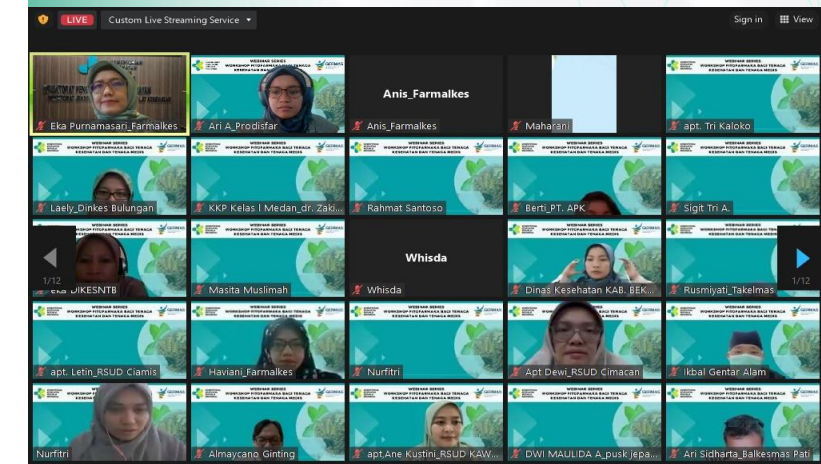 LIVE
Custom Live Streaming Service
Sign in
View
Eka Purnamasari_Farmalkes
WEBINAR SERIES
WORKSHOP FITOFARMAKA BAGI TENAGA
KESEHATAN DAN TENAGA MEDIS
GERMAS
Ari A_Prodisfar
Anis_Farmalkes
Anis_Farmalkes
Maharani
apt. Tri Kaloko
Laely_Dinkes Bulungan
KKP Kelas I Medan_dr. Zaki...
Rahmat Santoso
Berti_PT. APK
Sigit Tri A.
1/12
eka DIKESNTB
Masita Muslimah
Whisda
Whisda
Dinas Kesehatan KAB. BEK...
Rusmiyati_Takelmas
1/12
apt. Letin_RSUD Ciamis
Haviani_Farmalkes
Nurfitri
Apt Dewi_RSUD Cimacan
Ikbal Gentar Alam
Nurfitri
Almaycano Ginting
apt,Ane Kustini_RSUD KAW...
DWI MAULIDA A_pusk jepa...
Ari Sidharta_Balkesmas Pati